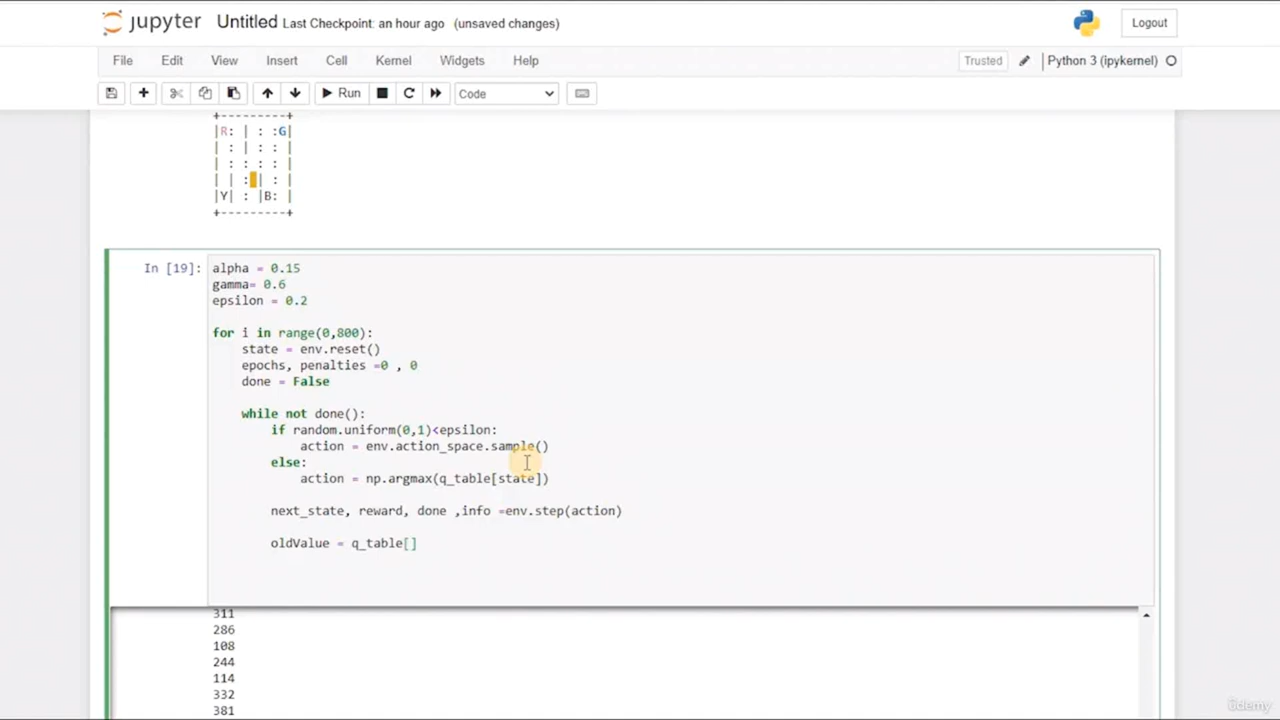 jupyter Untitled Last Checkpoint: an hour ago (unsaved changes) Logout
File Edit View Insert Cell Kernel Widgets Help Trusted Python 3 (ipykernel)
Run Code
+---------+
|R: | : :G|
| : | : : |
| : : : : |
| | : | : |
|Y| : |B: |
+---------+
In [19]: alpha = 0.15
gamma= 0.6
epsilon = 0.2
for i in range(0,800):
state = env.reset()
epochs, penalties =0 , 0
done = False
while not done():
if random.uniform(0,1)<epsilon:
action = env.action_space.sample()
else:
action = np.argmax(q_table[state])
next_state, reward, done ,info =env.step(action)
oldValue = q_table[]
311
286
108
244
114
332
381
ûdemy